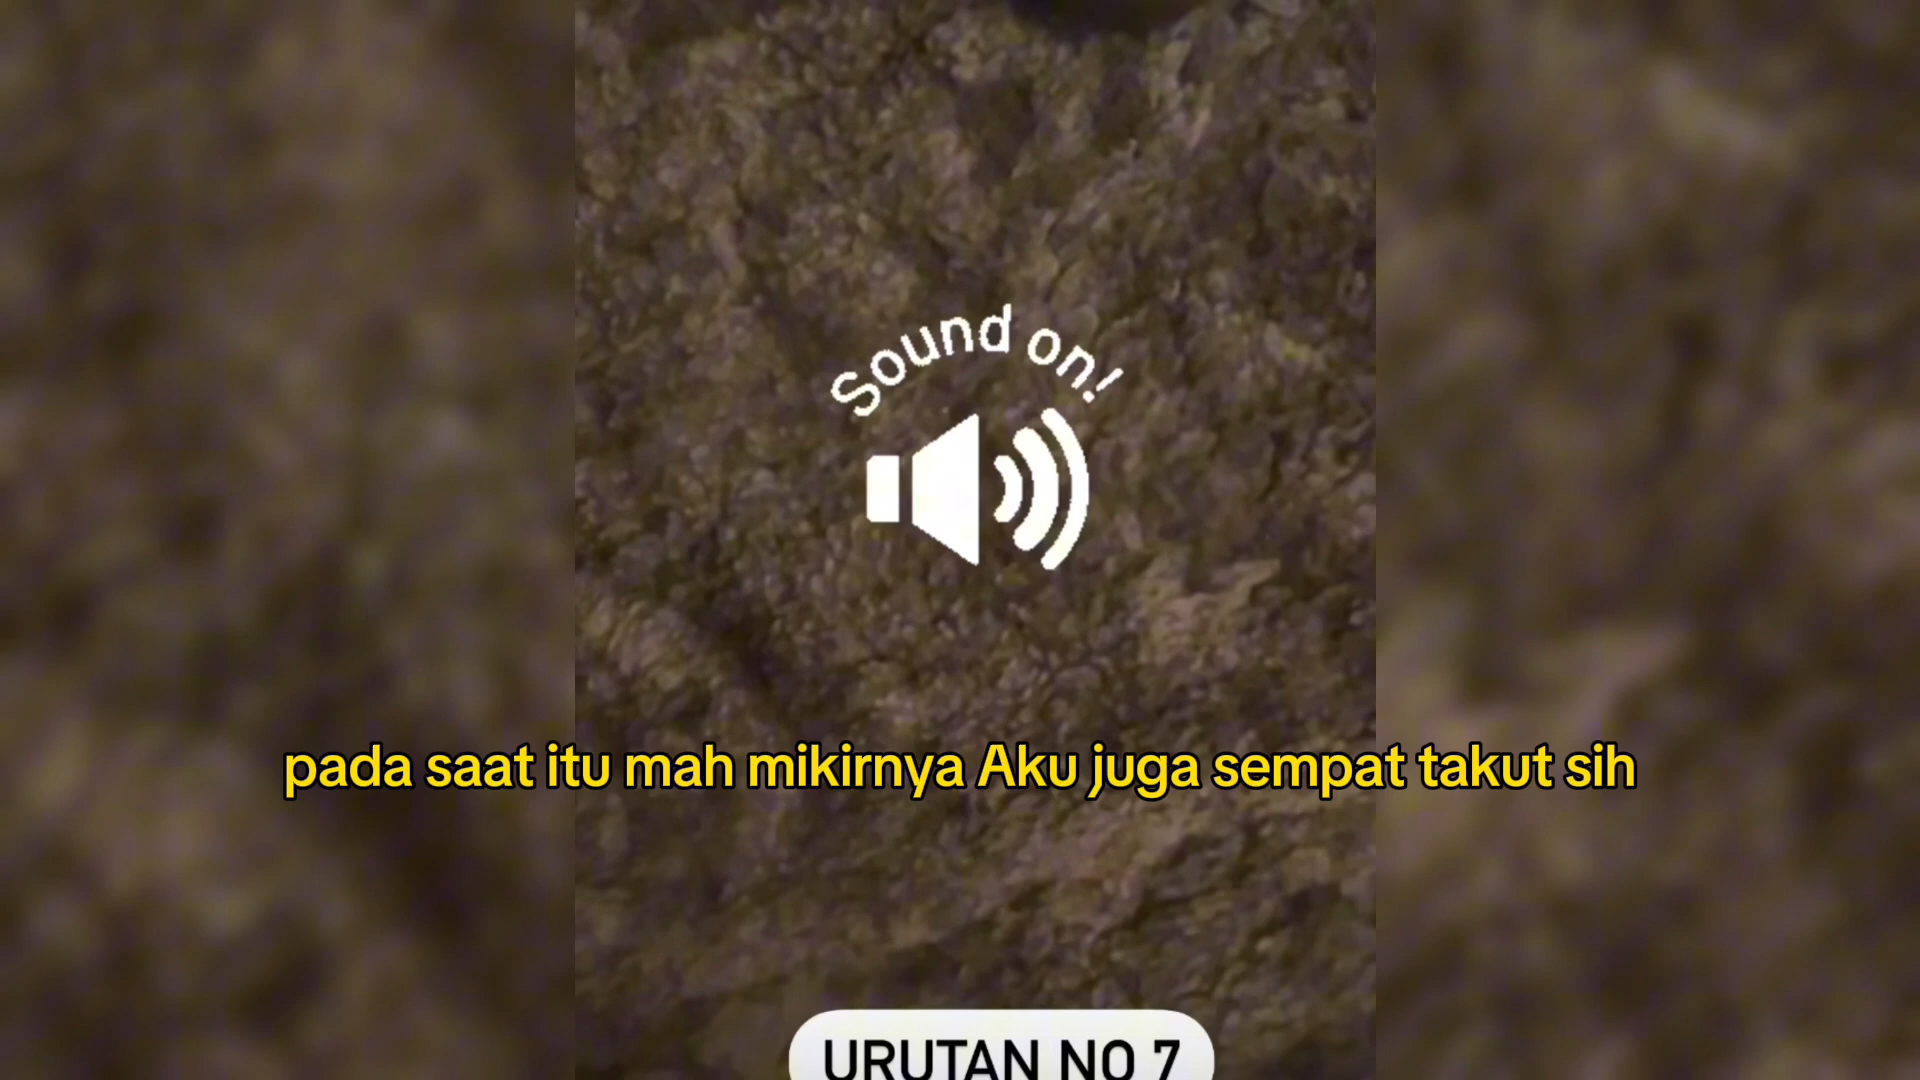 Sound on!
pada saat itu mah mikirnya Aku juga sempat takut sih
URUTAN NO 7